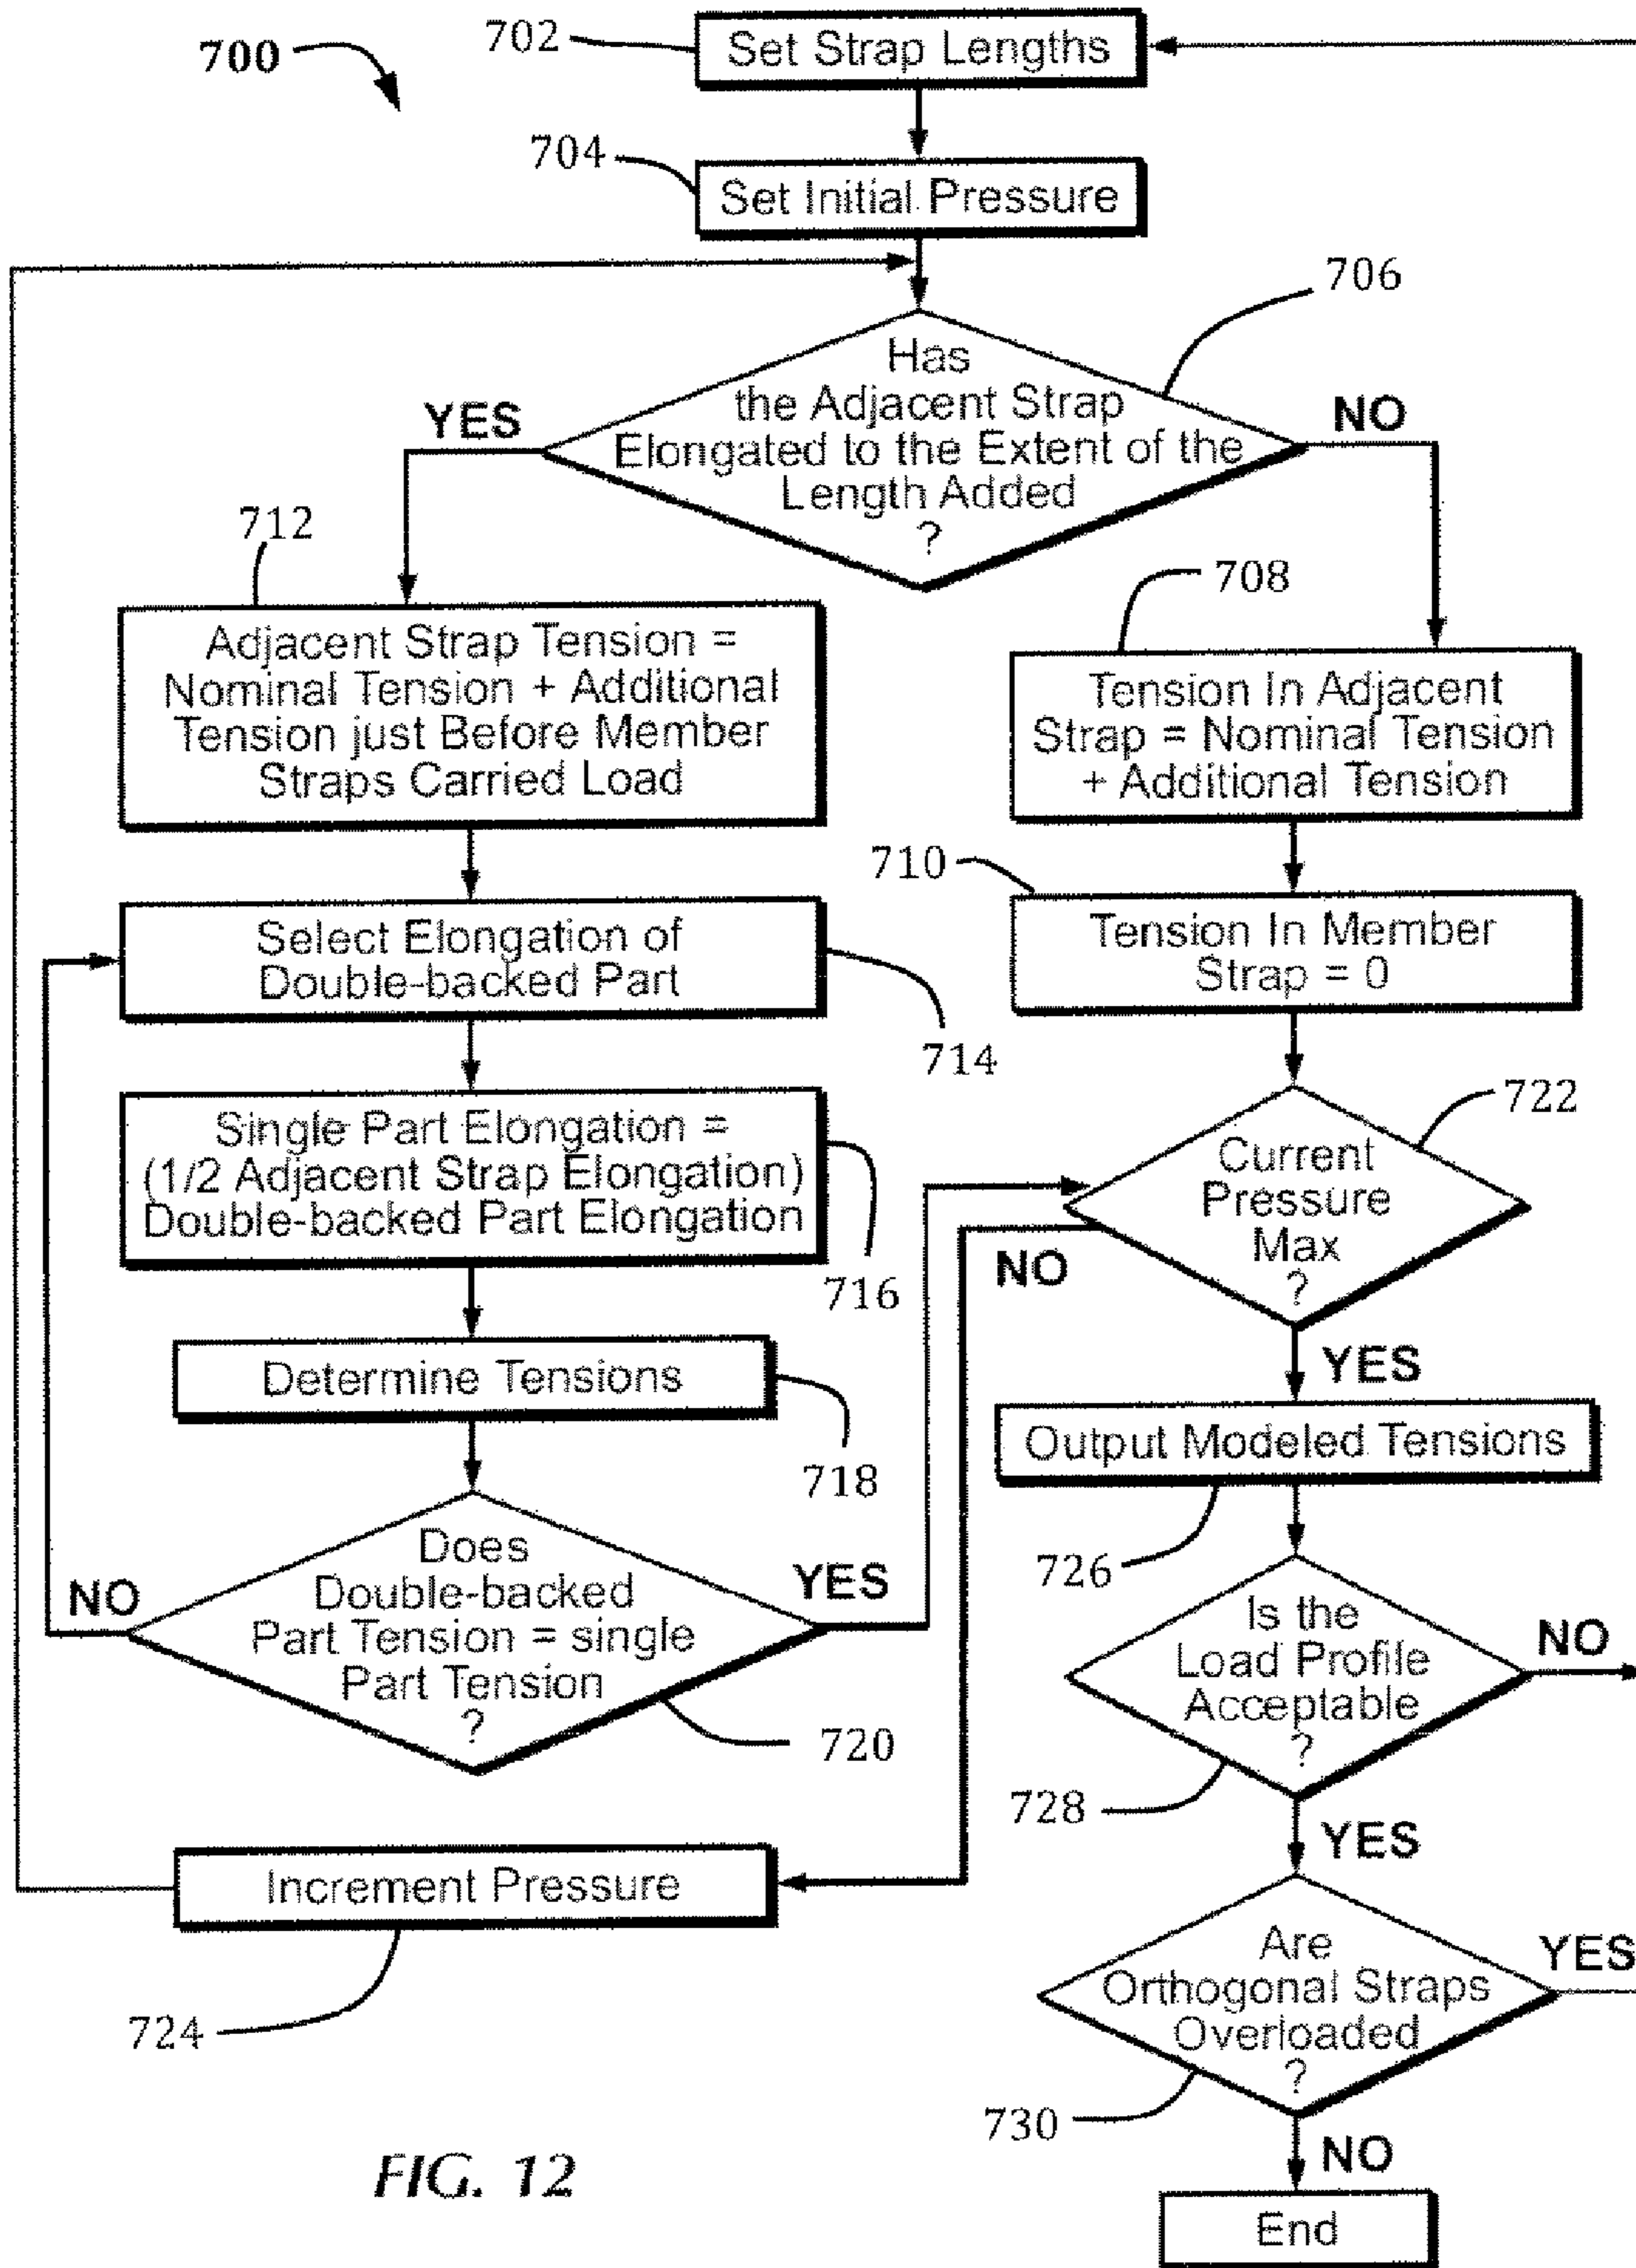 700
702
Set Strap Lengths
704
Set Initial Pressure
706
Has
the Adjacent Strap
Elongated to the Extent of the
Length Added
?
YES
NO
712
Adjacent Strap Tension =
Nominal Tension + Additional
Tension just Before Member
Straps Carried Load
708
Tension In Adjacent
Strap = Nominal Tension
+ Additional Tension
710
Tension In Member
Strap = 0
Select Elongation of
Double-backed Part
714
Single Part Elongation =
(1/2 Adjacent Strap Elongation)
Double-backed Part Elongation
716
722
Current
Pressure
Max
?
NO
YES
Determine Tensions
718
Output Modeled Tensions
726
Does
Double-backed
Part Tension = single
Part Tension
?
NO
YES
720
Is the
Load Profile
Acceptable
?
NO
728
YES
Increment Pressure
724
Are
Orthogonal Straps
Overloaded
?
YES
730
NO
End
FIG. 12